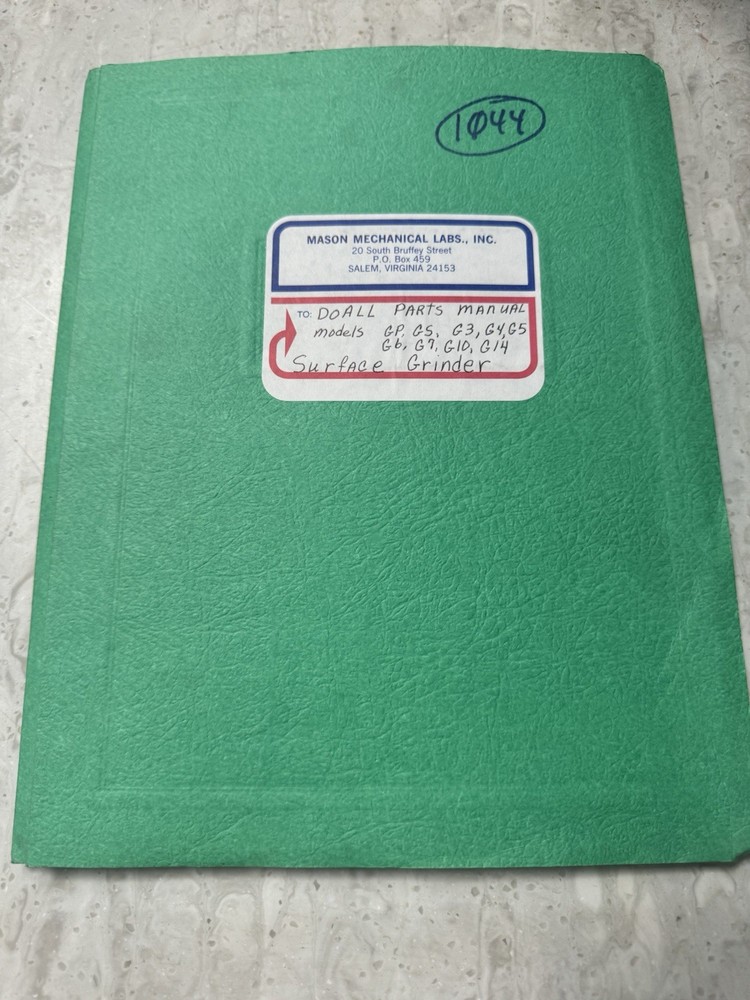 1044
MASON MECHANICAL LABS., INC.
20 South Bruffey Street
P.O. Box 459
SALEM, VIRGINIA 24153
TO: DOALL PARTS MANUAL
models GP, GS, G3, G4, G5
G6, G7, G10, G14
Surface Grinder